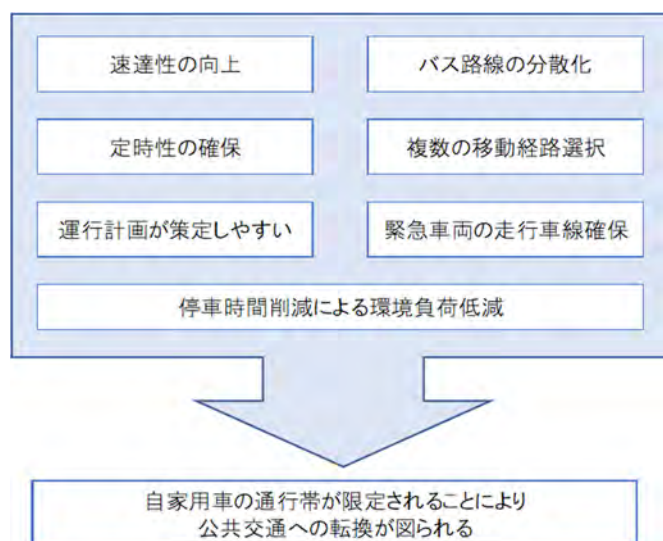 速達性の向上
バス路線の分散化
定時性の確保
複数の移動経路選択
運行計画が策定しやすい
緊急車両の走行車線確保
停車時間削減による環境負荷低減
自家用車の通行帯が限定されることにより
公共交通への転換が図られる